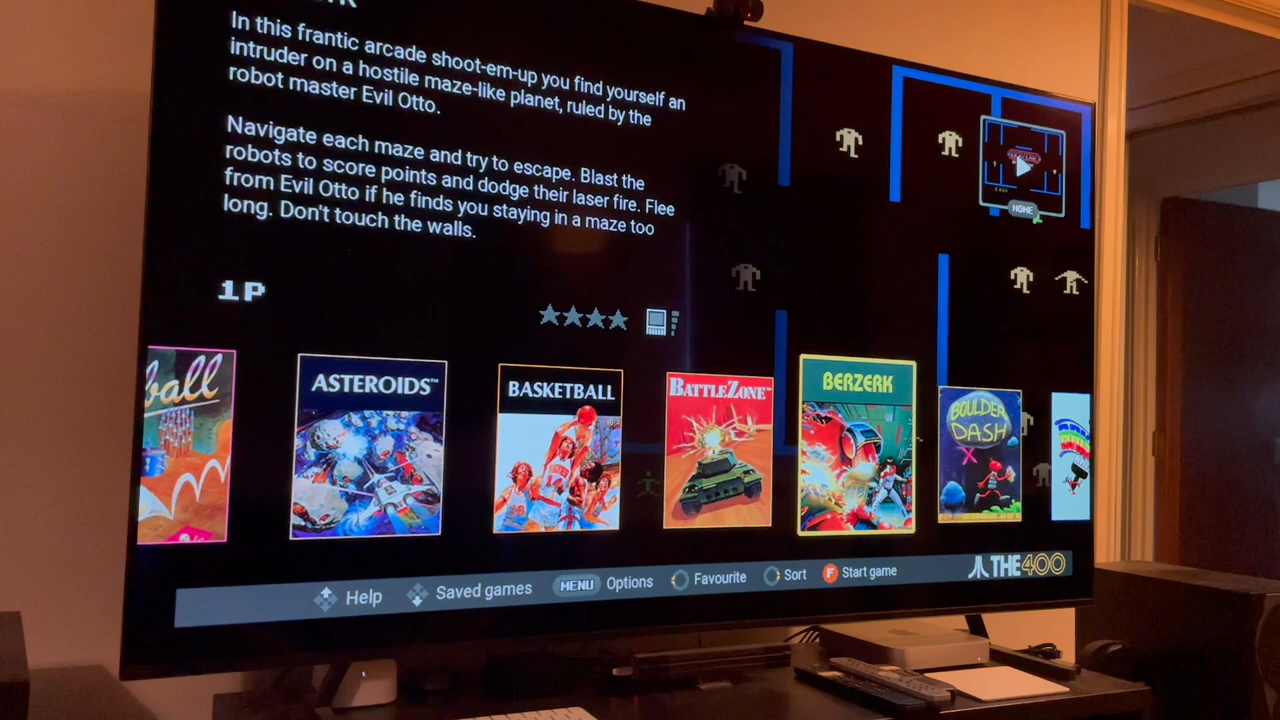 In this frantic arcade shoot-em-up you find yourself an
intruder on a hostile maze-like planet, ruled by the
robot master Evil Otto.
Navigate each maze and try to escape. Blast the
robots to score points and dodge their laser fire. Flee
from Evil Otto if he finds you staying in a maze too
long. Don't touch the walls.
HOME
1P
ball
ASTEROIDS™
BASKETBALL
BATTLEZONE™
BERZERK
BOULDER
DASH
Help
Saved games
MENU
Options
Favourite
Sort
F
Start game
THE400